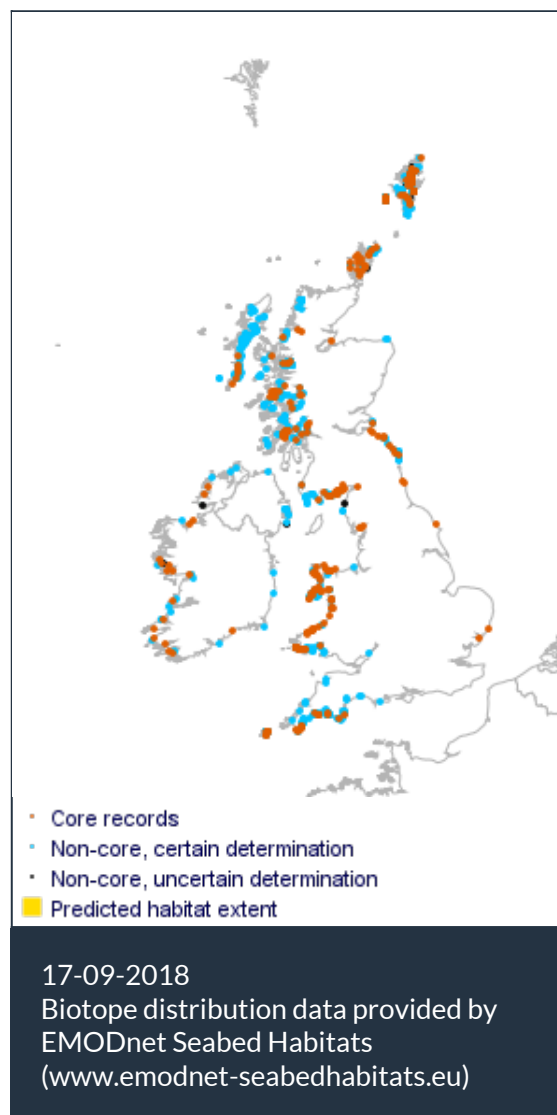 Core records
Non-core, certain determination
Non-core, uncertain determination
Predicted habitat extent
17-09-2018
Biotope distribution data provided by
EMODnet Seabed Habitats
(www.emodnet-seabedhabitats.eu)